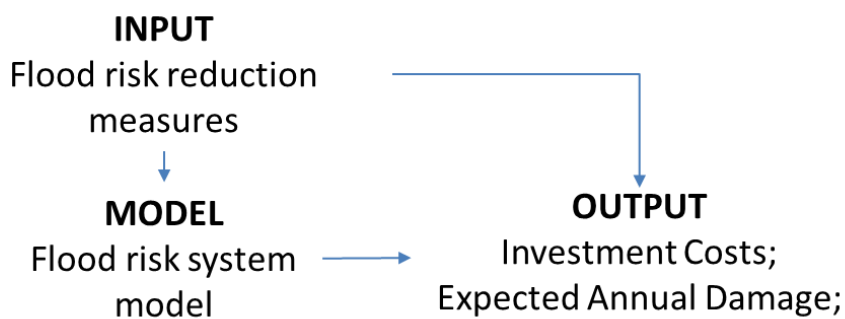 INPUT
Flood risk reduction
measures
MODEL
Flood risk system
model
OUTPUT
Investment Costs;
Expected Annual Damage;